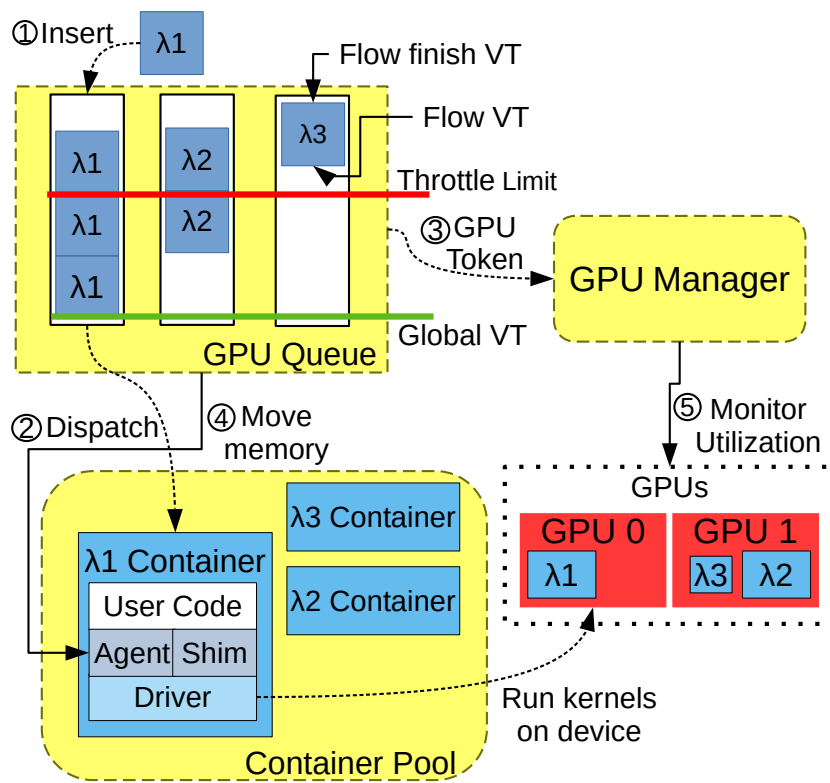 ①Insert
λ1
Flow finish VT
Flow VT
λ1
λ2
λ3
Throttle Limit
λ1
λ2
λ1
③GPU
Token
GPU Manager
Global VT
GPU Queue
②Dispatch
④Move
memory
⑤ Monitor
Utilization
GPUs
λ3 Container
GPU 0
GPU 1
λ1 Container
λ1
λ3
λ2
λ2 Container
User Code
Agent
Shim
Driver
Run kernels
on device
Container Pool